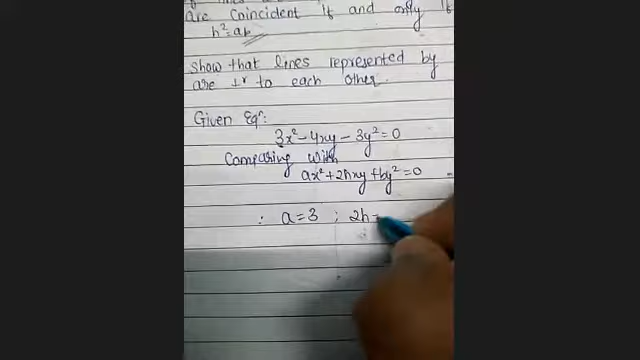 are Coincident if and only if
h²=ab
show that lines represented by
are ⊥r to each other.
Given Eqn:
3x²-4xy-3y²=0
Comparing with
ax²+2hxy+by²=0
∴ a=3 ; 2h=